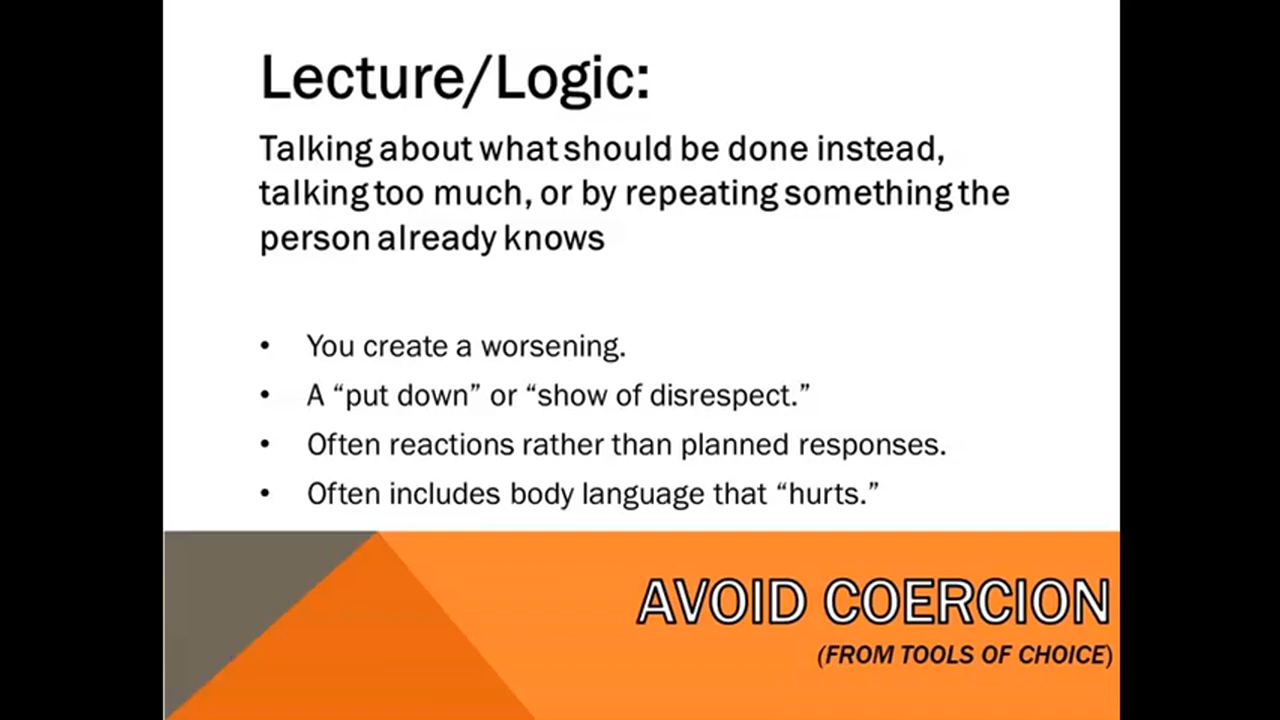 Lecture/Logic:
Talking about what should be done instead,
talking too much, or by repeating something the
person already knows
• You create a worsening.
• A “put down” or “show of disrespect.”
• Often reactions rather than planned responses.
• Often includes body language that “hurts.”
AVOID COERCION
(FROM TOOLS OF CHOICE)